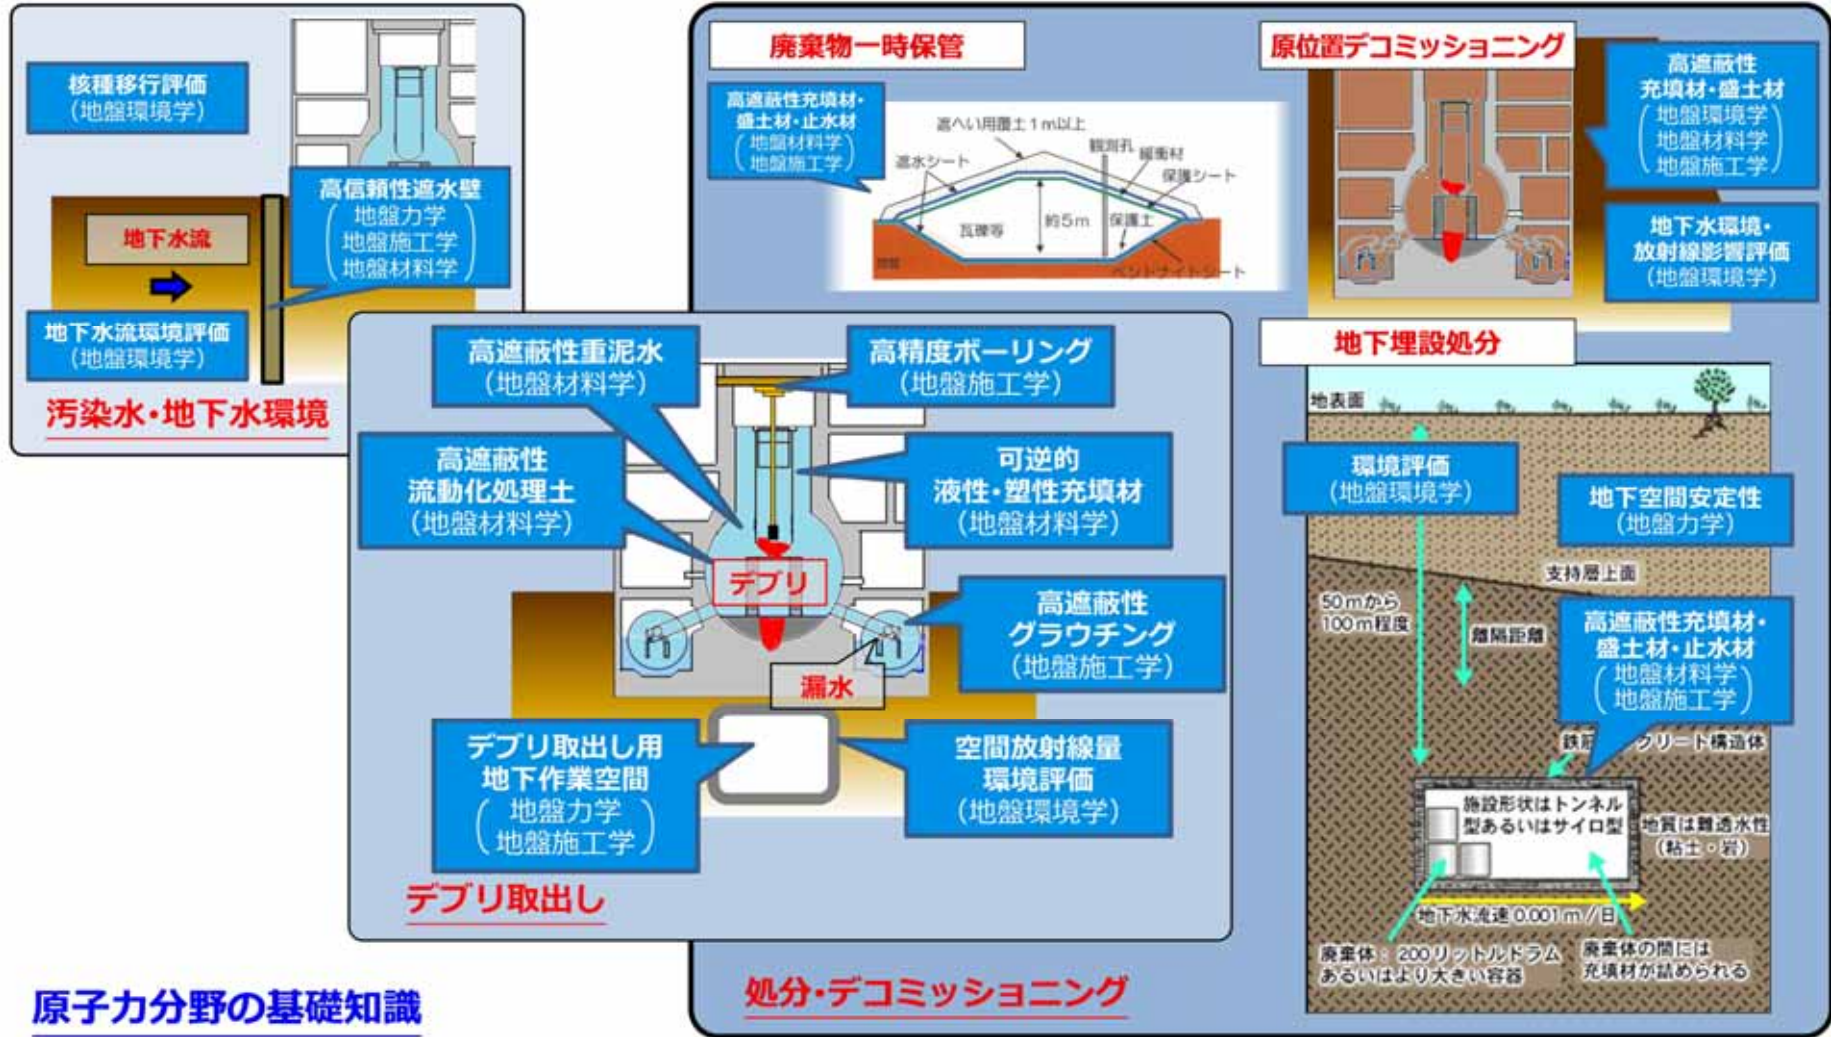 核種移行評価
(地盤環境学)
高信頼性遮水壁
地盤力学
地盤施工学
地盤材料学
地下水流
地下水流環境評価
(地盤環境学)
汚染水・地下水環境
高遮蔽性重泥水
(地盤材料学)
高精度ボーリング
(地盤施工学)
高遮蔽性
流動化処理土
(地盤材料学)
可逆的
液性・塑性充填材
(地盤材料学)
デブリ
高遮蔽性
グラウチング
(地盤施工学)
漏水
デブリ取出し用
地下作業空間
(地盤力学
地盤施工学)
空間放射線量
環境評価
(地盤環境学)
デブリ取出し
廃棄物一時保管
高遮蔽性充填材・
盛土材・止水材
(地盤材料学
地盤施工学)
遮へい用覆土1m以上
観測孔
緩衝材
遮水シート
保護シート
約5m
保護土
瓦礫等
ベントナイトシート
原位置デコミッショニング
高遮蔽性
充填材・盛土材
(地盤環境学
地盤材料学
地盤施工学)
地下水環境・
放射線影響評価
(地盤環境学)
地下埋設処分
地表面
環境評価
(地盤環境学)
地下空間安定性
(地盤力学)
支持層上面
50mから
100m程度
離隔距離
高遮蔽性充填材・
盛土材・止水材
(地盤材料学
地盤施工学)
鉄筋 クリート構造体
施設形状はトンネル
型あるいはサイロ型
地質は難透水性
(粘土・岩)
地下水流速0.001m/日
廃棄体:200リットルドラム
あるいはより大きい容器
廃棄体の間には
充填材が詰められる
処分・デコミッショニング
原子力分野の基礎知識